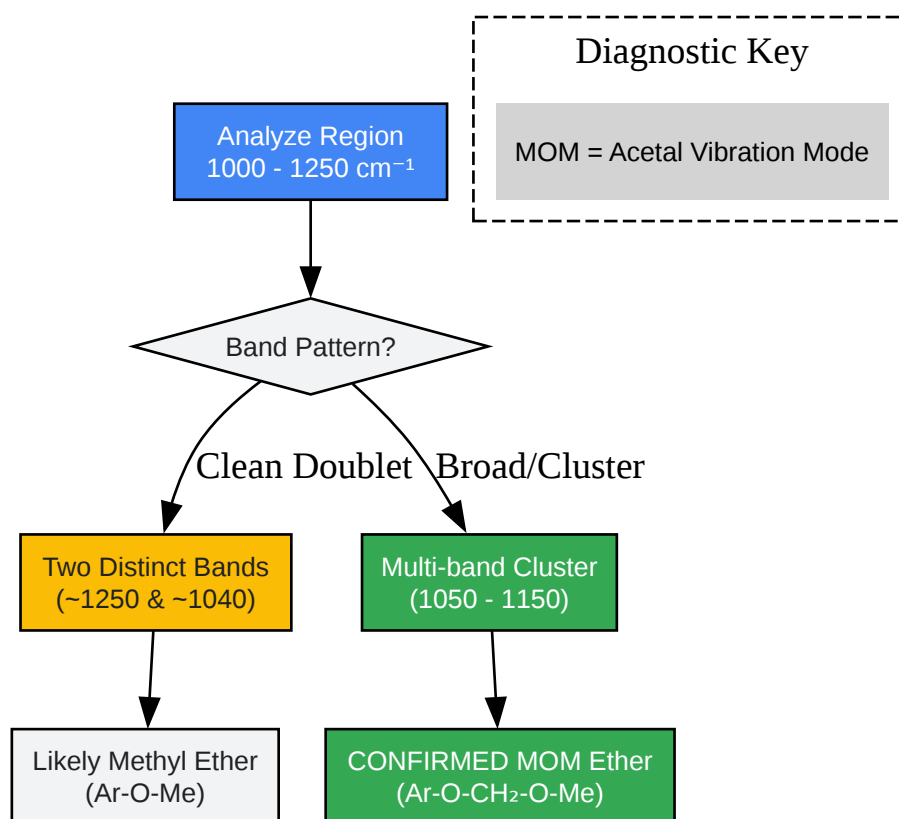 Diagnostic Key
MOM = Acetal Vibration Mode
Analyze Region
1000 - 1250 cm⁻¹
Band Pattern?
Clean Doublet
Broad/Cluster
Two Distinct Bands
(~1250 & ~1040)
Multi-band Cluster
(1050 - 1150)
Likely Methyl Ether
(Ar-O-Me)
CONFIRMED MOM Ether
(Ar-O-CH₂-O-Me)